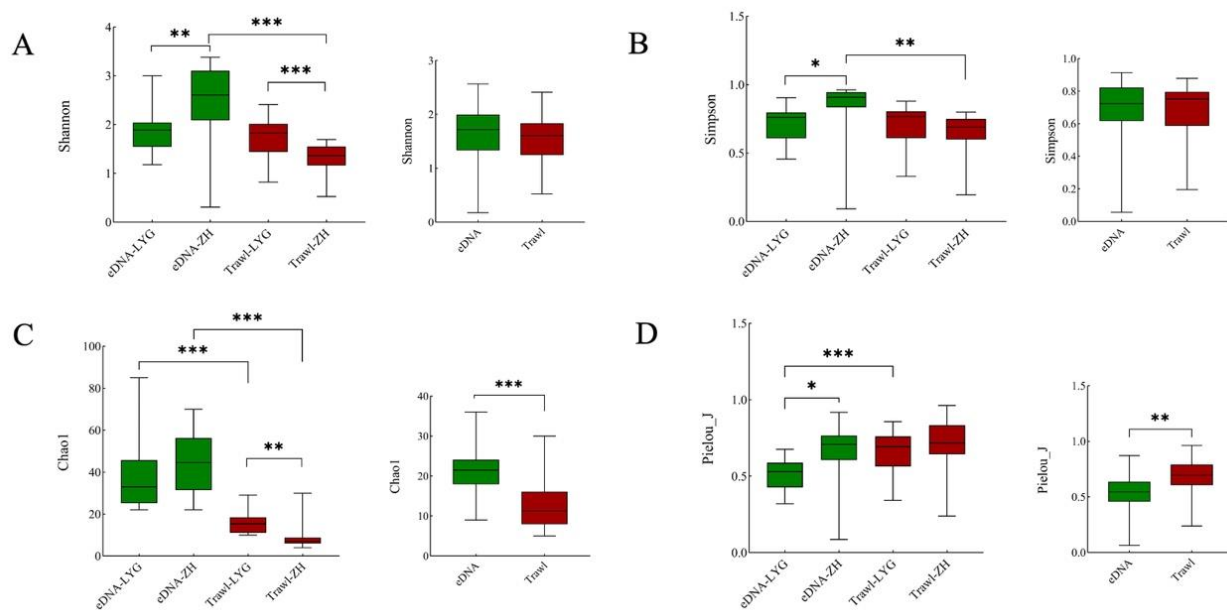 A
Shannon
4
3
2
1
0
**
***
***
eDNA-LYG
eDNA-ZH
Trawl-LYG
Trawl-ZH
Shannon
3
2
1
0
eDNA
Trawl
B
Simpson
1.5
1.0
0.5
0.0
*
**
eDNA-LYG
eDNA-ZH
Trawl-LYG
Trawl-ZH
Simpson
1.0
0.8
0.6
0.4
0.2
0.0
eDNA
Trawl
C
Chao1
100
80
60
40
20
0
***
***
**
eDNA-LYG
eDNA-ZH
Trawl-LYG
Trawl-ZH
Chao1
40
30
20
10
0
***
eDNA
Trawl
D
Pielou_J
1.5
1.0
0.5
0.0
***
*
eDNA-LYG
eDNA-ZH
Trawl-LYG
Trawl-ZH
Pielou_J
1.5
1.0
0.5
0.0
**
eDNA
Trawl